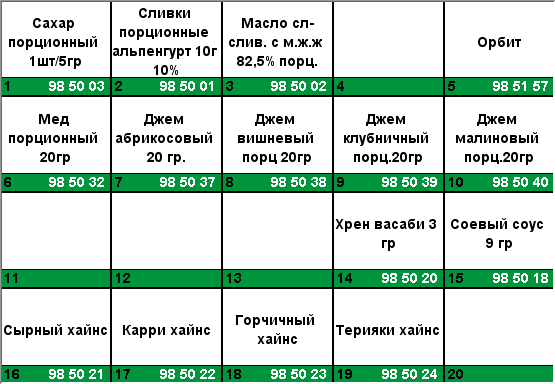 Сахар
порционный
1шт/5гр
1 98 50 03
Сливки
порционные
альпенгурт 10г
10%
2 98 50 01
Масло сл-
слив. с м.ж.ж
82,5% порц.
3 98 50 02
4
Орбит
5 98 51 57
Мед
порционный
20гр
6 98 50 32
Джем
абрикосовый
20 гр.
7 98 50 37
Джем
вишневый
порц 20гр
8 98 50 38
Джем
клубничный
порц.20гр
9 98 50 39
Джем
малиновый
порц.20гр
10 98 50 40
11
12
13
Хрен васаби 3
гр
14 98 50 20
Соевый соус
9 гр
15 98 50 18
Сырный хайнс
16 98 50 21
Карри хайнс
17 98 50 22
Горчичный
хайнс
18 98 50 23
Терияки хайнс
19 98 50 24
20